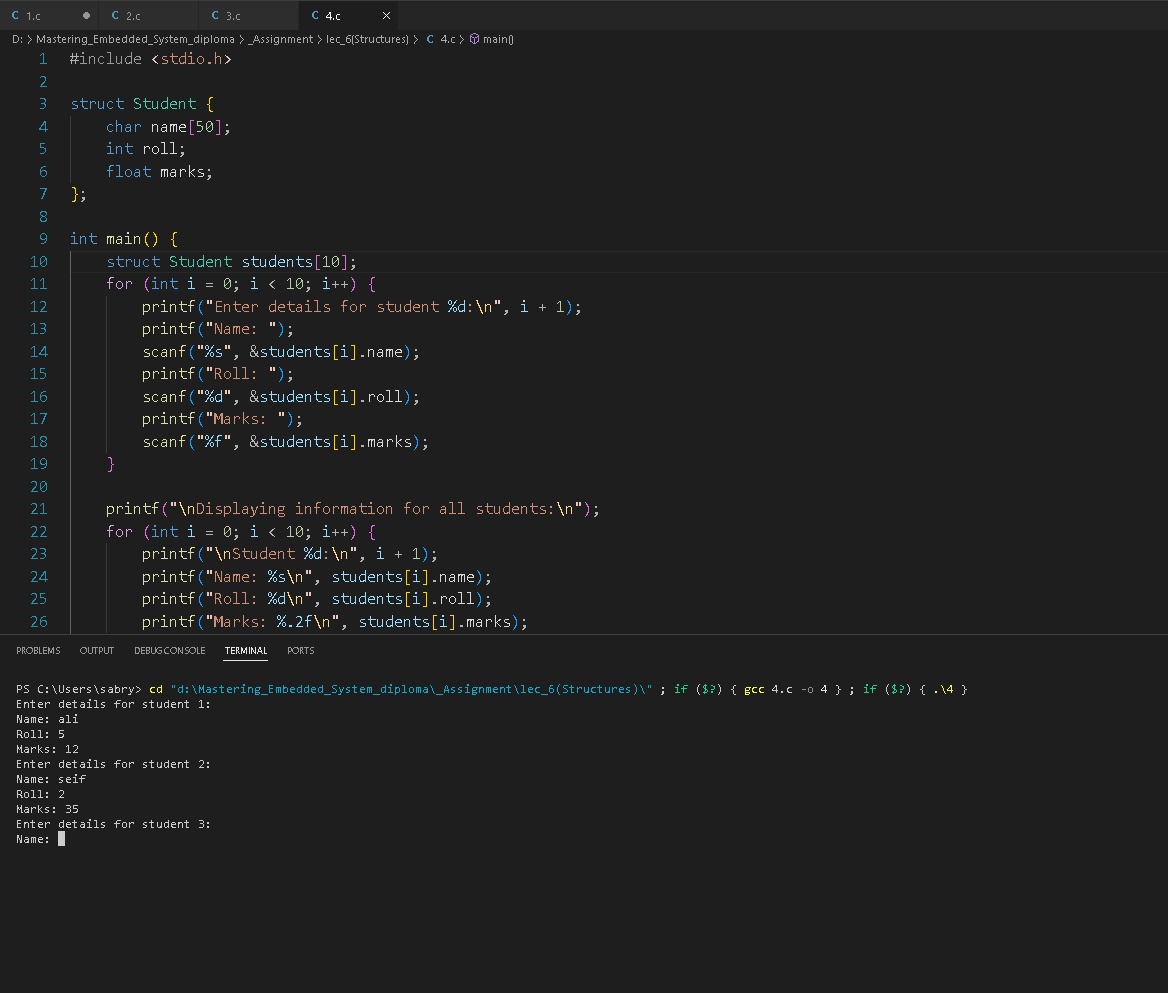 1.c ● 2.c 3.c 4.c ×
D: > Mastering_Embedded_System_diploma > _Assignment > lec_6(Structures) > C 4.c > main()
1 #include <stdio.h>
2
3 struct Student {
4 char name[50];
5 int roll;
6 float marks;
7 };
8
9 int main() {
10 struct Student students[10];
11 for (int i = 0; i < 10; i++) {
12 printf("Enter details for student %d:\n", i + 1);
13 printf("Name: ");
14 scanf("%s", &students[i].name);
15 printf("Roll: ");
16 scanf("%d", &students[i].roll);
17 printf("Marks: ");
18 scanf("%f", &students[i].marks);
19 }
20
21 printf("\nDisplaying information for all students:\n");
22 for (int i = 0; i < 10; i++) {
23 printf("\nStudent %d:\n", i + 1);
24 printf("Name: %s\n", students[i].name);
25 printf("Roll: %d\n", students[i].roll);
26 printf("Marks: %.2f\n", students[i].marks);
PROBLEMS OUTPUT DEBUG CONSOLE TERMINAL PORTS
PS C:\Users\sabry> cd "d:\Mastering_Embedded_System_diploma\_Assignment\lec_6(Structures)\" ; if ($?) { gcc 4.c -o 4 } ; if ($?) { .\4 }
Enter details for student 1:
Name: ali
Roll: 5
Marks: 12
Enter details for student 2:
Name: seif
Roll: 2
Marks: 35
Enter details for student 3:
Name: